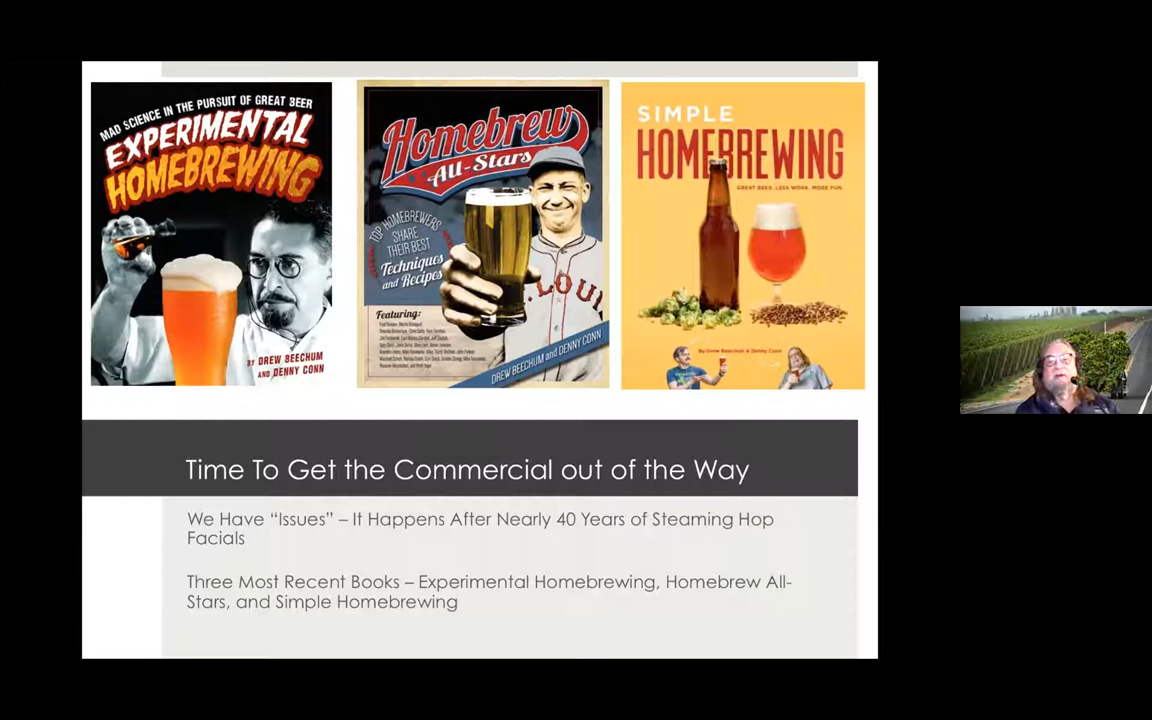 MAD SCIENCE IN THE PURSUIT OF GREAT BEER
EXPERIMENTAL
HOMEBREWING
BY DREW BEECHUM
AND DENNY CONN
Homebrew
All-Stars
TOP HOMEBREWERS
SHARE
THEIR BEST
Techniques
and Recipes
Featuring:
LOUI
DREW BEECHUM and DENNY CONN
SIMPLE
HOMEBREWING
GREAT BEER. LESS WORK. MORE FUN.
By Drew Beechum & Denny Conn
Time To Get the Commercial out of the Way
We Have “Issues” – It Happens After Nearly 40 Years of Steaming Hop
Facials
Three Most Recent Books – Experimental Homebrewing, Homebrew All-
Stars, and Simple Homebrewing